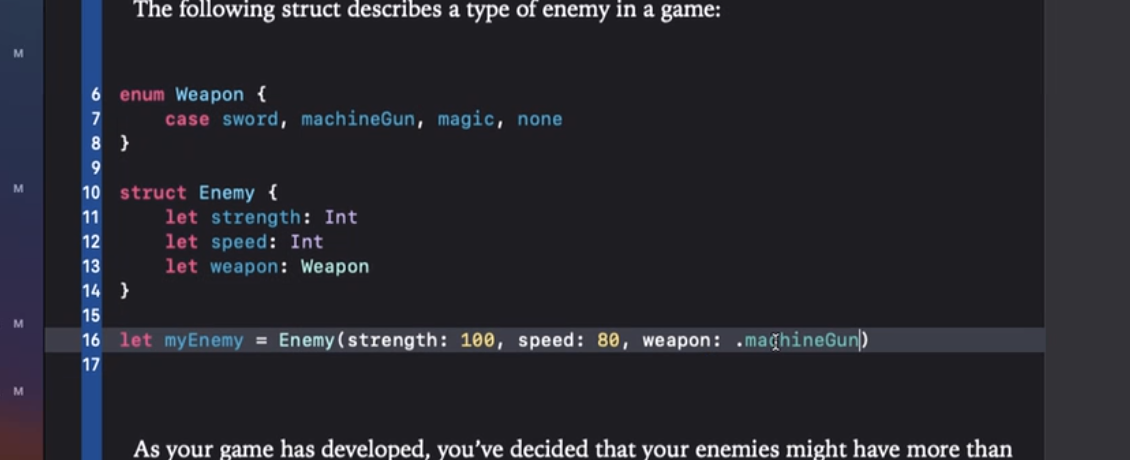 The following struct describes a type of enemy in a game:
M
6 enum Weapon {
7 case sword, machineGun, magic, none
8 }
9
M
10 struct Enemy {
11 let strength: Int
12 let speed: Int
13 let weapon: Weapon
14 }
15
M
16 let myEnemy = Enemy(strength: 100, speed: 80, weapon: .machineGun)
17
M
As your game has developed, you’ve decided that your enemies might have more than